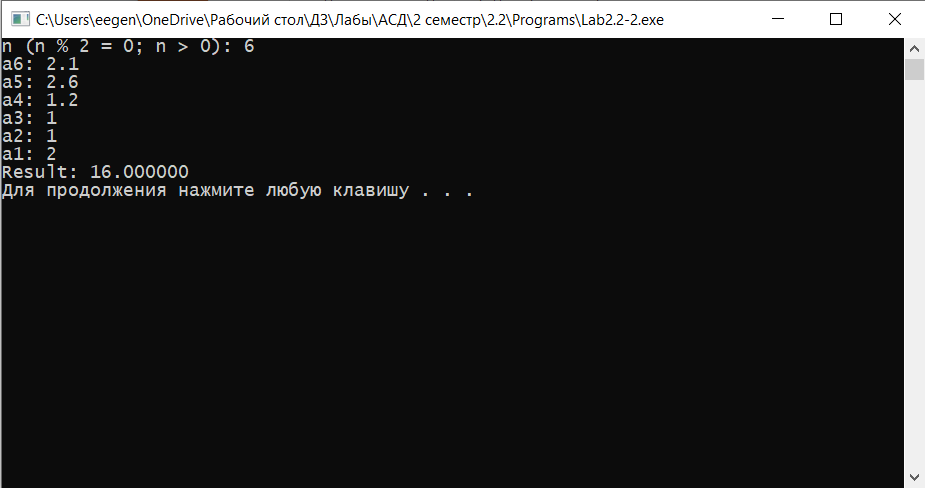 C:\Users\eegen\OneDrive\Рабочий стол\ДЗ\Лабы\АСД\2 семестр\2.2\Programs\Lab2.2-2.exe
n (n % 2 = 0; n > 0): 6
a6: 2.1
a5: 2.6
a4: 1.2
a3: 1
a2: 1
a1: 2
Result: 16.000000
Для продолжения нажмите любую клавишу . . .